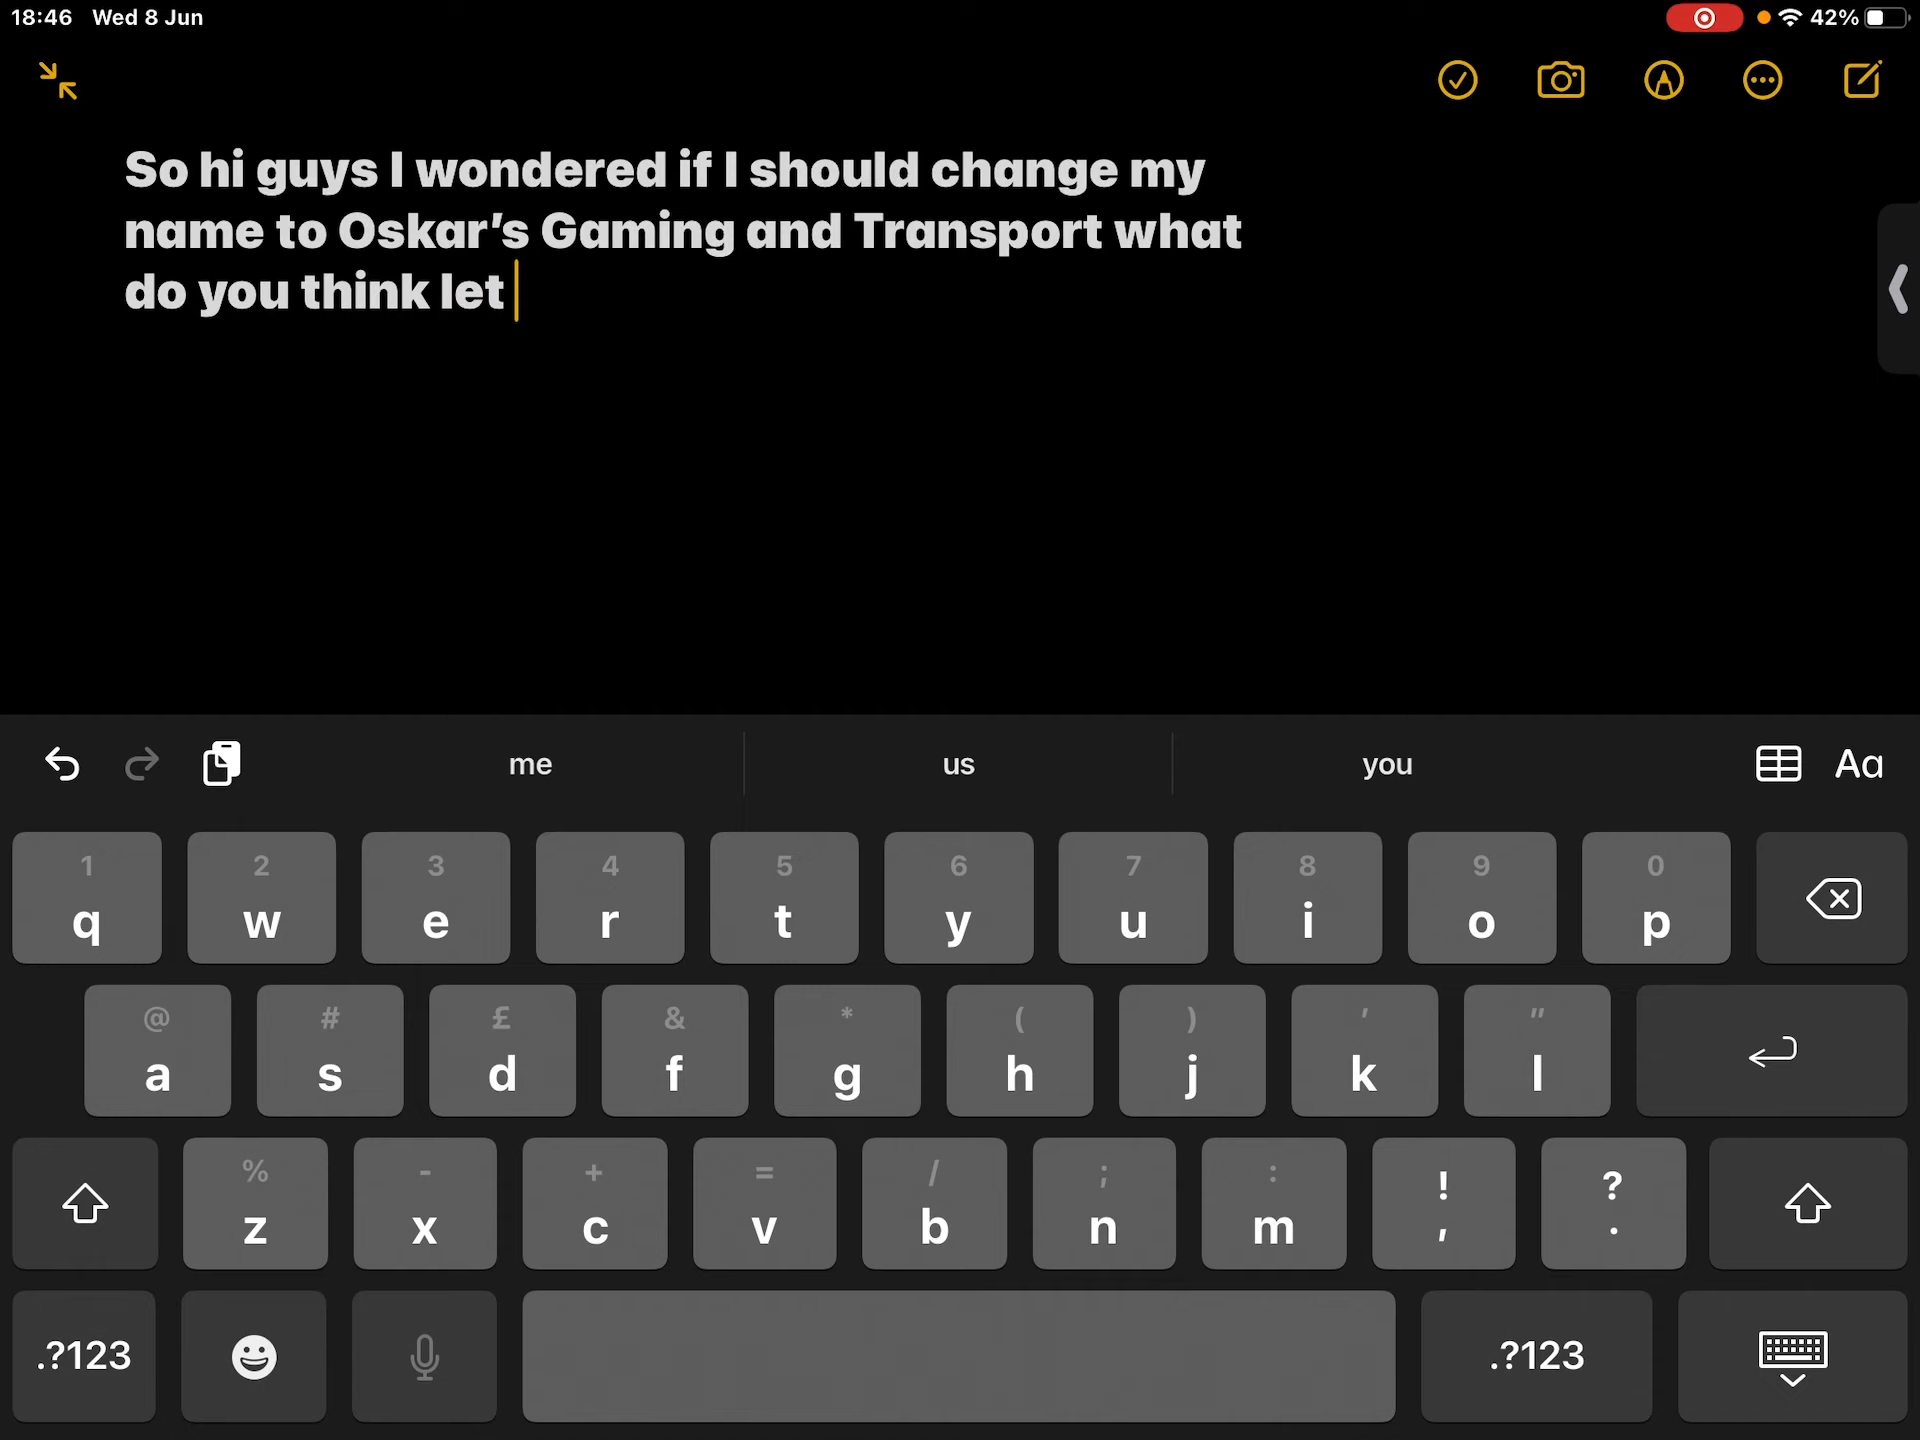 18:46 Wed 8 Jun 42%
So hi guys I wondered if I should change my
name to Oskar's Gaming and Transport what
do you think let
me us you Aa
1 2 3 4 5 6 7 8 9 0
q w e r t y u i o p
@ # £ & * ( ) ' "
a s d f g h j k l
% - + = / ; : ! ?
z x c v b n m , .
.?123 .?123